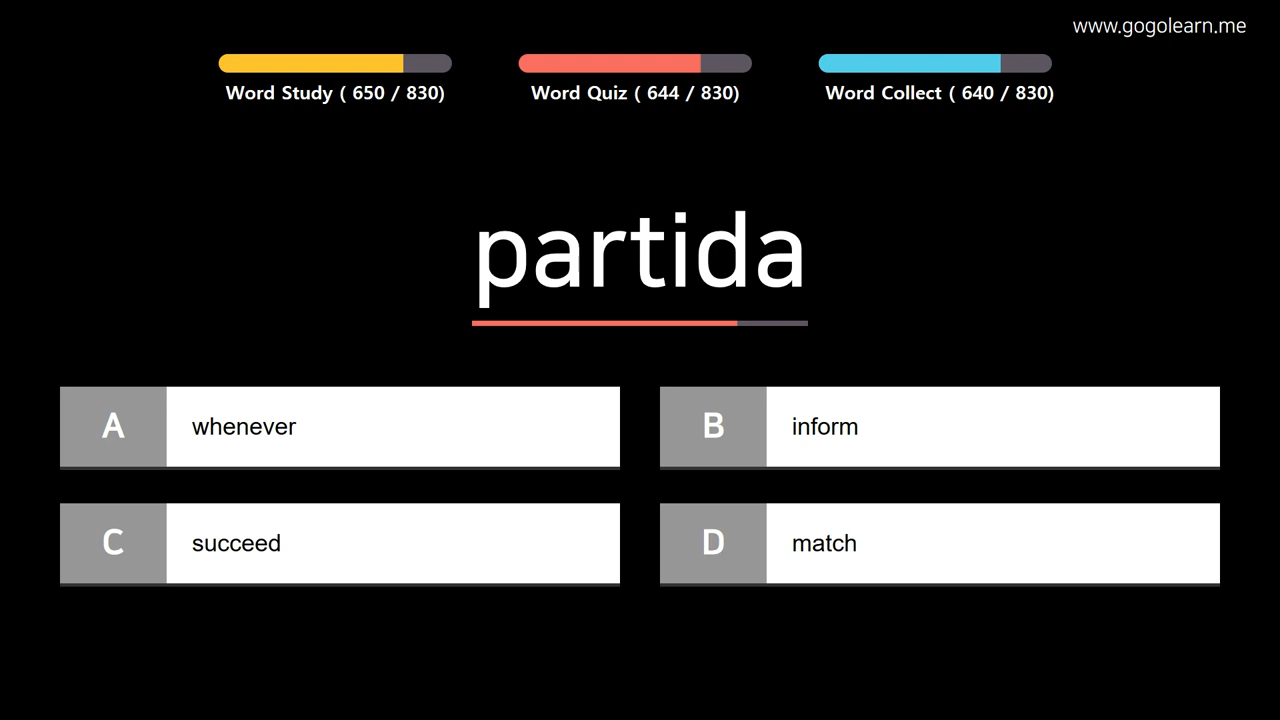 www.gogolearn.me
Word Study ( 650 / 830)
Word Quiz ( 644 / 830)
Word Collect ( 640 / 830)
partida
A whenever
B inform
C succeed
D match